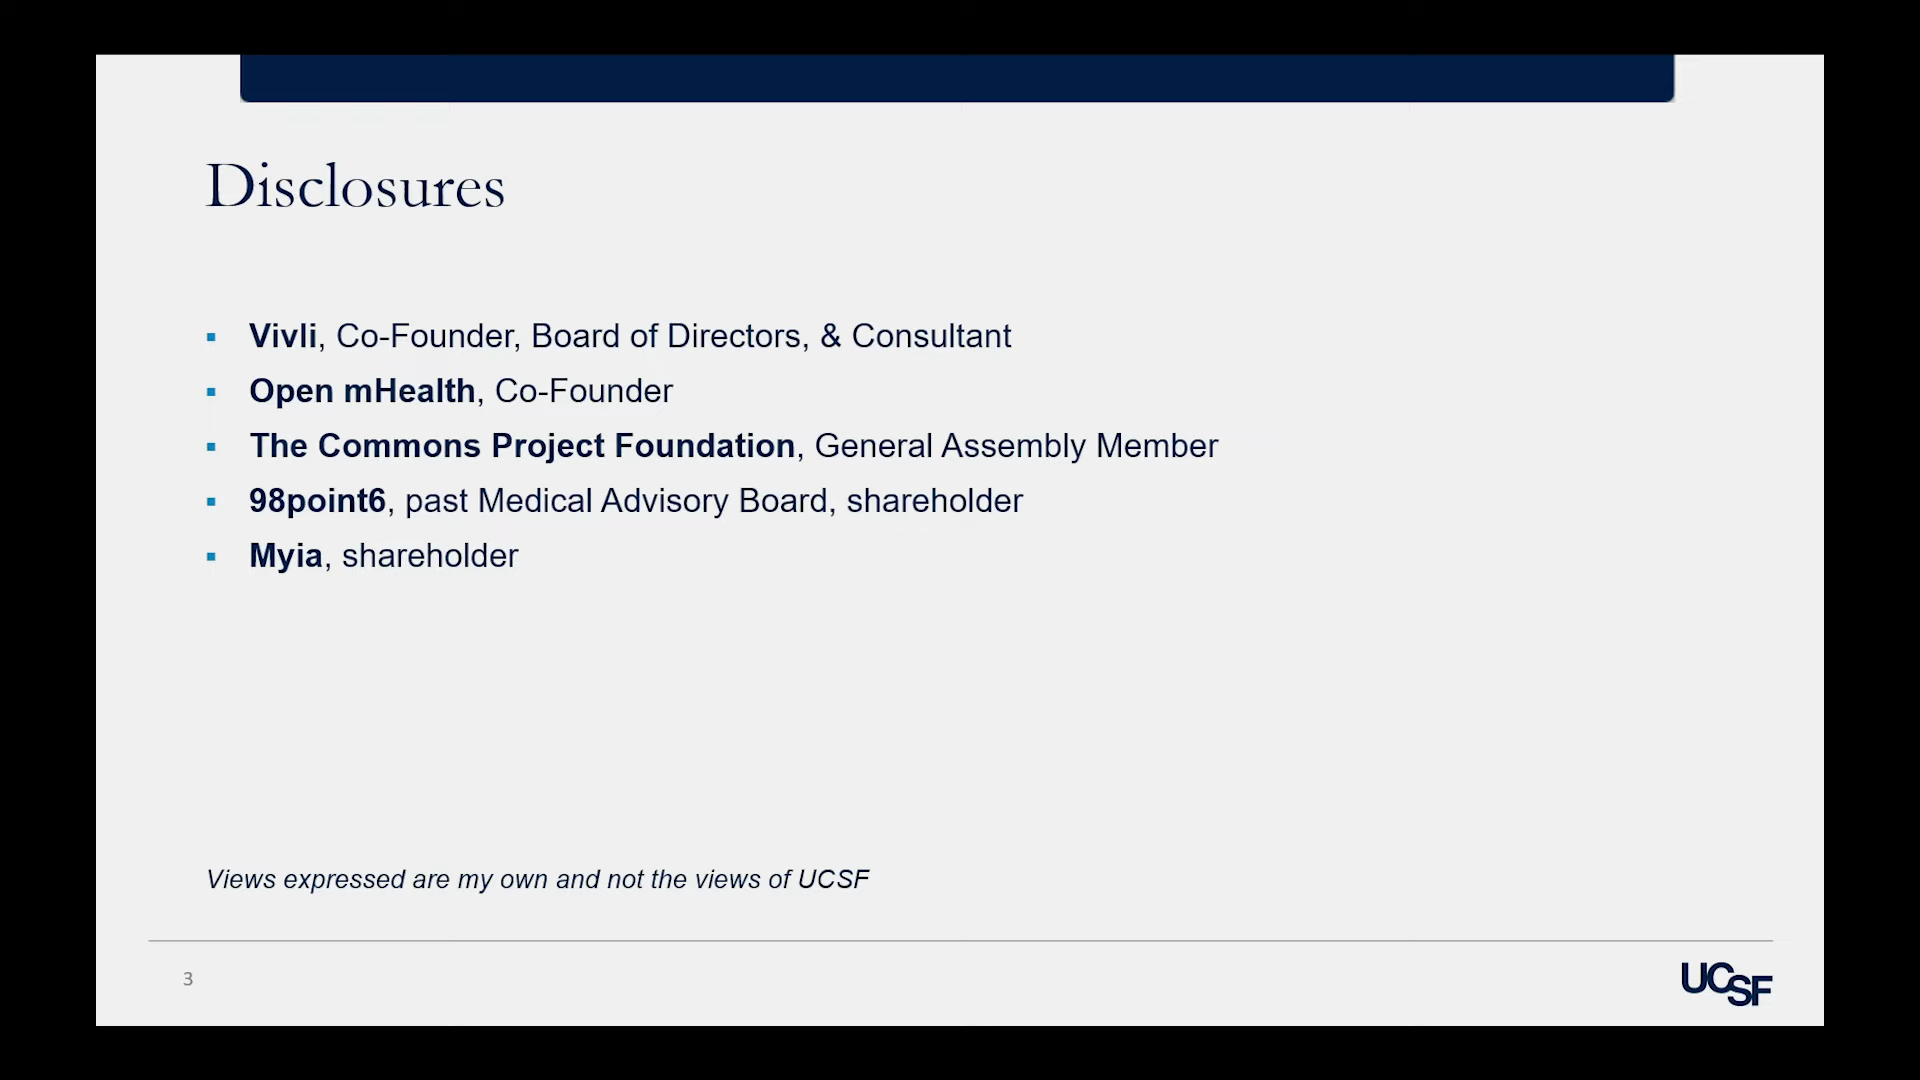 Disclosures
▪ Vivli, Co-Founder, Board of Directors, & Consultant
▪ Open mHealth, Co-Founder
▪ The Commons Project Foundation, General Assembly Member
▪ 98point6, past Medical Advisory Board, shareholder
▪ Myia, shareholder
Views expressed are my own and not the views of UCSF
3
UCSF